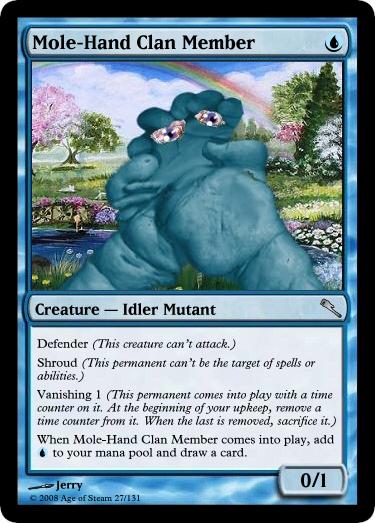 Mole-Hand Clan Member
Creature — Idler Mutant
Defender (This creature can't attack.)
Shroud (This permanent can't be the target of spells or
abilities.)
Vanishing 1 (This permanent comes into play with a time
counter on it. At the beginning of your upkeep, remove a
time counter from it. When the last is removed, sacrifice it.)
When Mole-Hand Clan Member comes into play, add
to your mana pool and draw a card.
0/1
Jerry
© 2008 Age of Steam 27/131